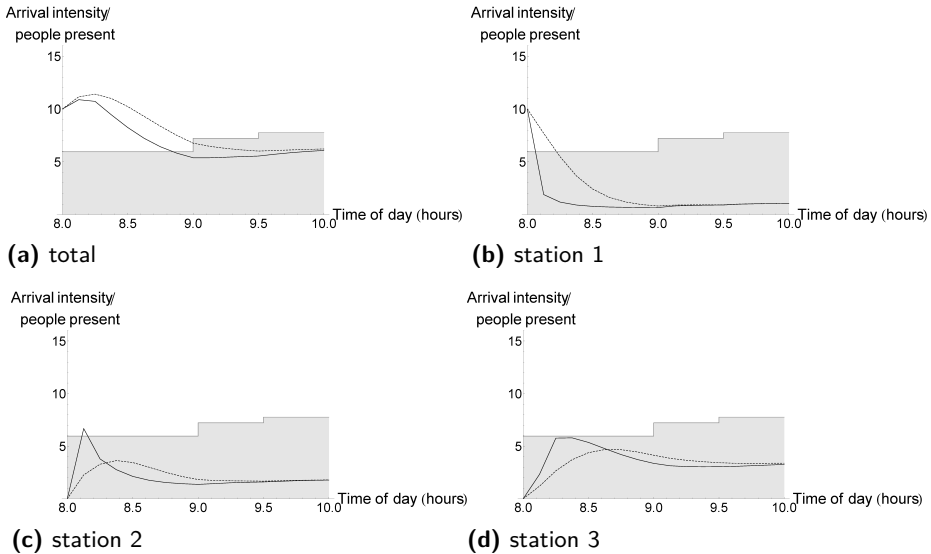 Arrival intensity/
people present
15
10
5
8.0 8.5 9.0 9.5 10.0
Time of day (hours)
(a) total
Arrival intensity/
people present
15
10
5
8.0 8.5 9.0 9.5 10.0
Time of day (hours)
(b) station 1
Arrival intensity/
people present
15
10
5
8.0 8.5 9.0 9.5 10.0
Time of day (hours)
(c) station 2
Arrival intensity/
people present
15
10
5
8.0 8.5 9.0 9.5 10.0
Time of day (hours)
(d) station 3